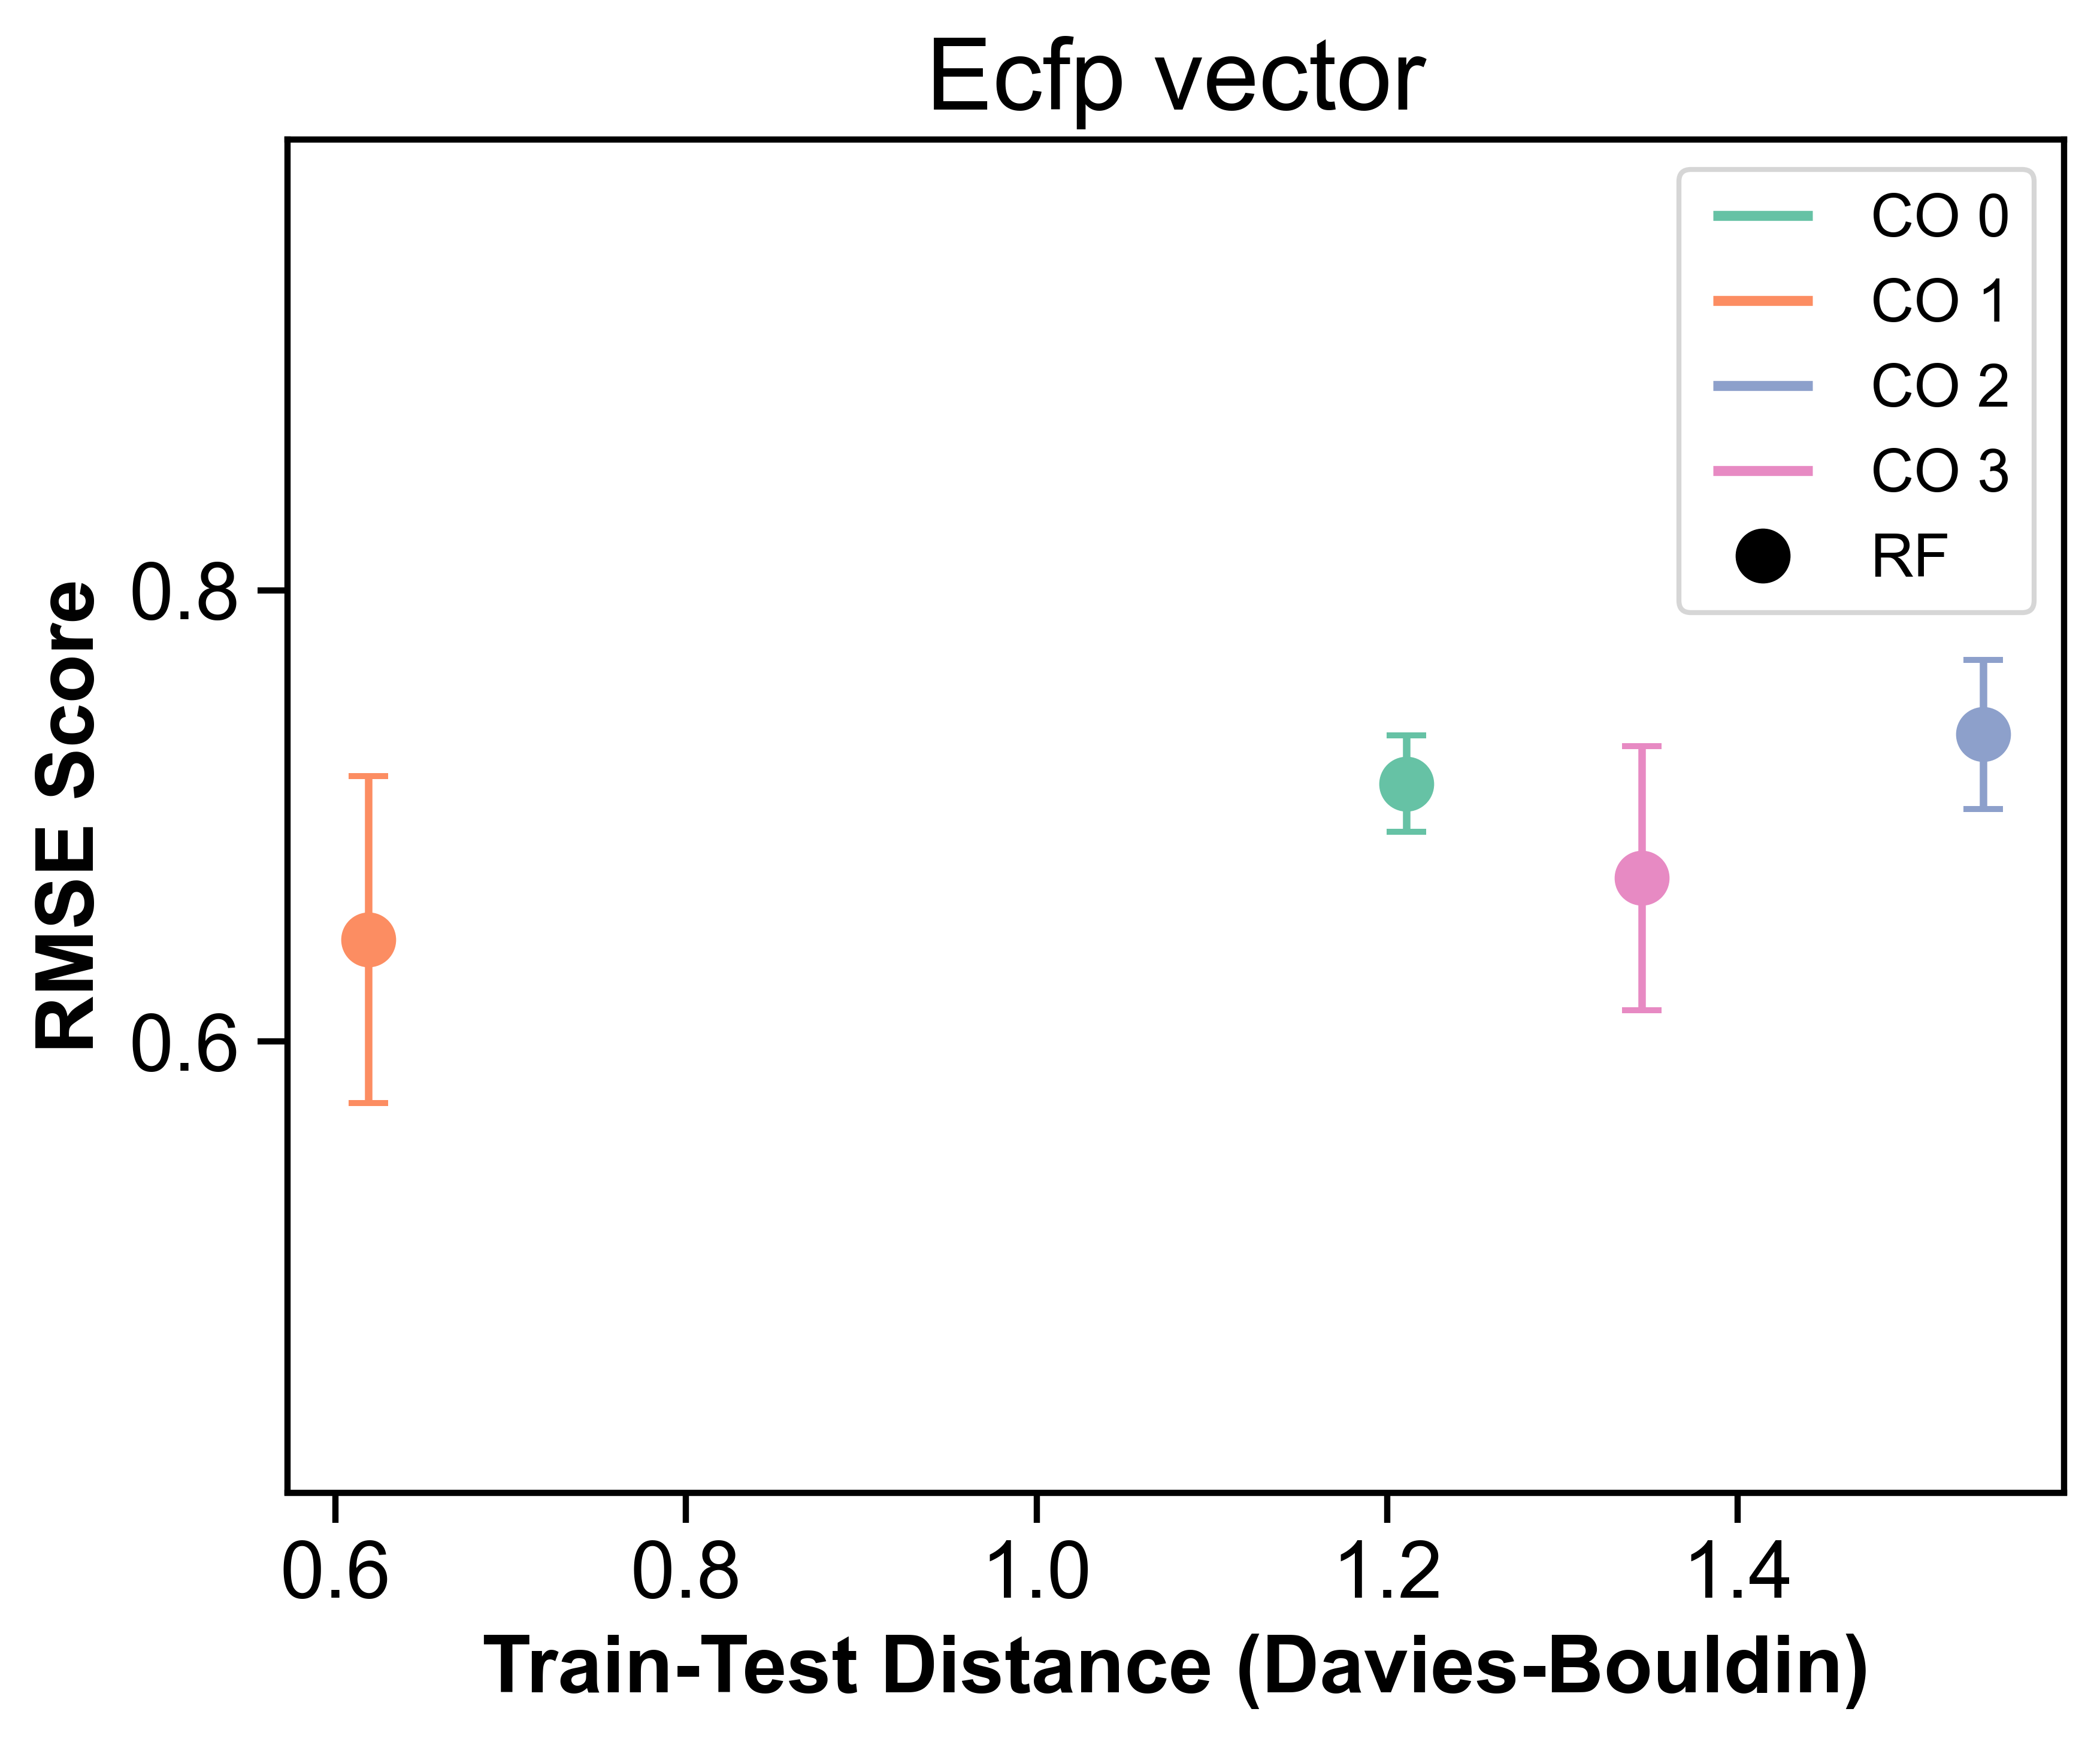 Ecfp vector
CO 0
CO 1
CO 2
CO 3
RF
RMSE Score
0.8
0.6
0.6
0.8
1.0
1.2
1.4
Train-Test Distance (Davies-Bouldin)